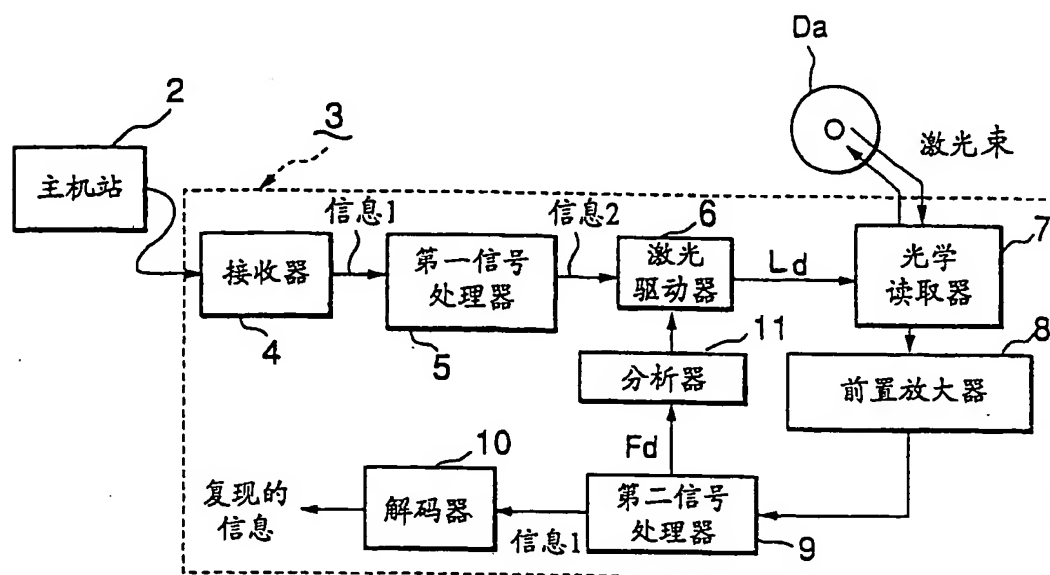 Da
2
3
激光束
主机站
信息1
信息2
6
7
接收器
第一信号
处理器
激光
驱动器
Ld
光学
读取器
4
5
11
8
分析器
前置放大器
10
Fd
复现的
信息
解码器
信息1
第二信号
处理器
9